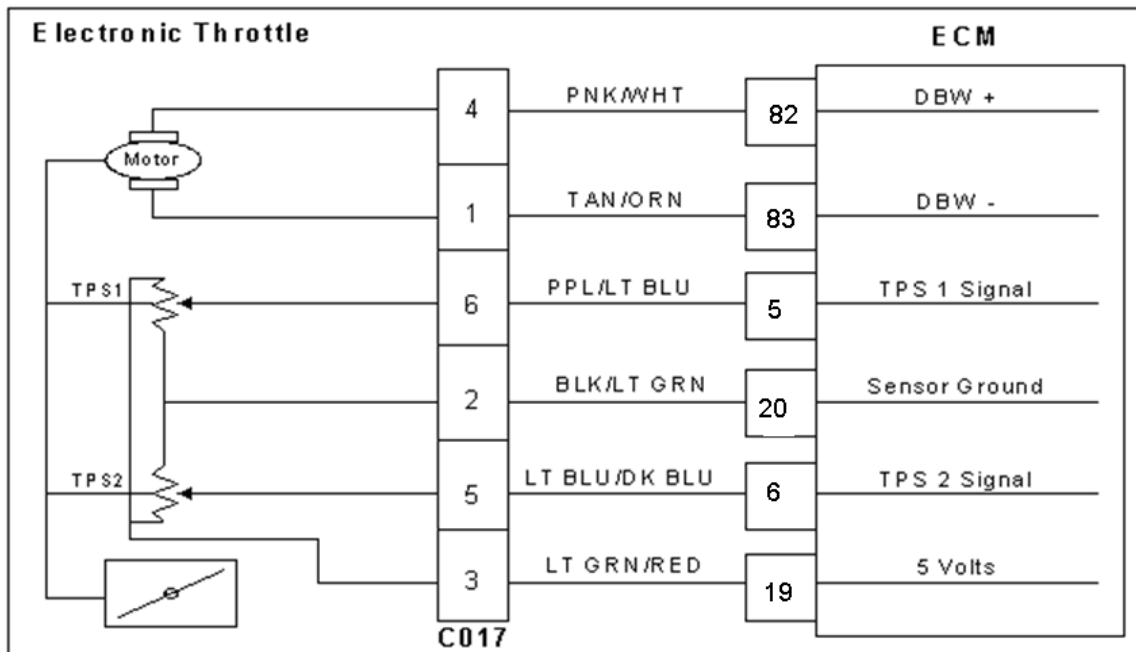 Electronic Throttle
ECM
4
PNK/WHT
82
DBW +
Motor
1
TAN/ORN
83
DBW -
TPS1
6
PPL/LT BLU
5
TPS 1 Signal
2
BLK/LT GRN
20
Sensor Ground
TPS2
5
LT BLU/DK BLU
6
TPS 2 Signal
3
LT GRN/RED
19
5 Volts
C017